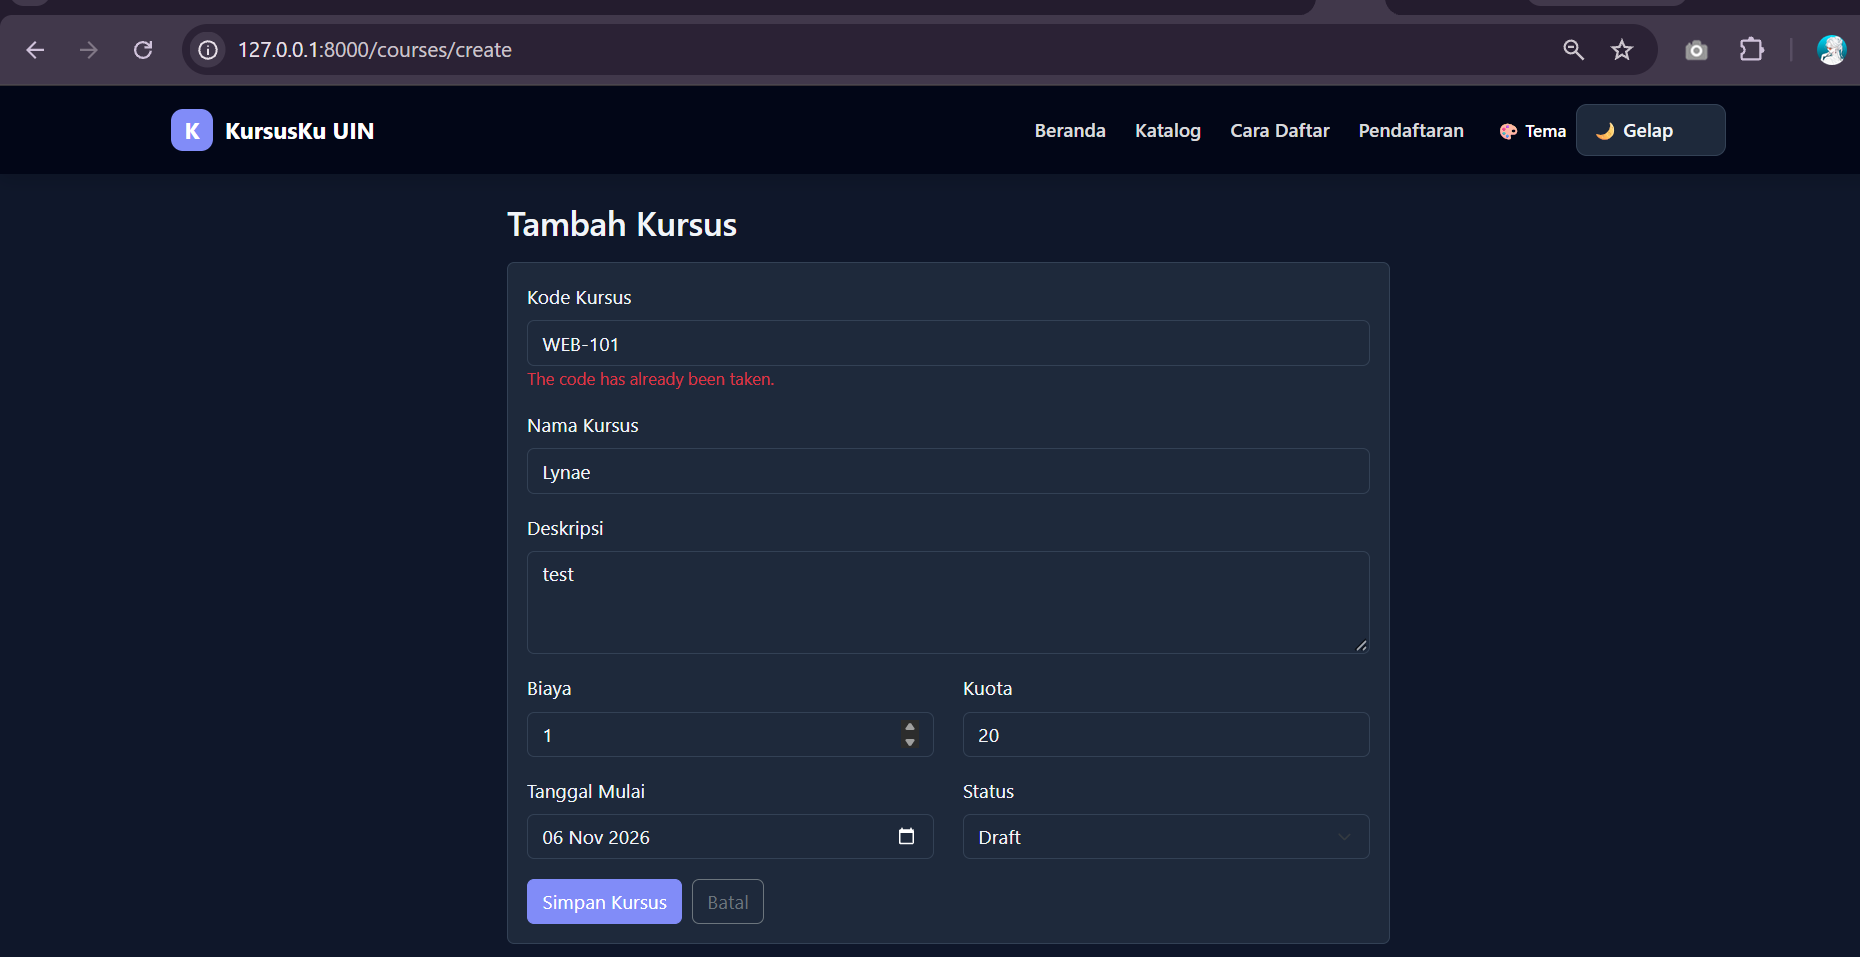 127.0.0.1:8000/courses/create
K KursusKu UIN
Beranda Katalog Cara Daftar Pendaftaran 🎨 Tema 🌙 Gelap
Tambah Kursus
Kode Kursus
WEB-101
The code has already been taken.
Nama Kursus
Lynae
Deskripsi
test
Biaya Kuota
1 20
Tanggal Mulai Status
06 Nov 2026 Draft
Simpan Kursus Batal